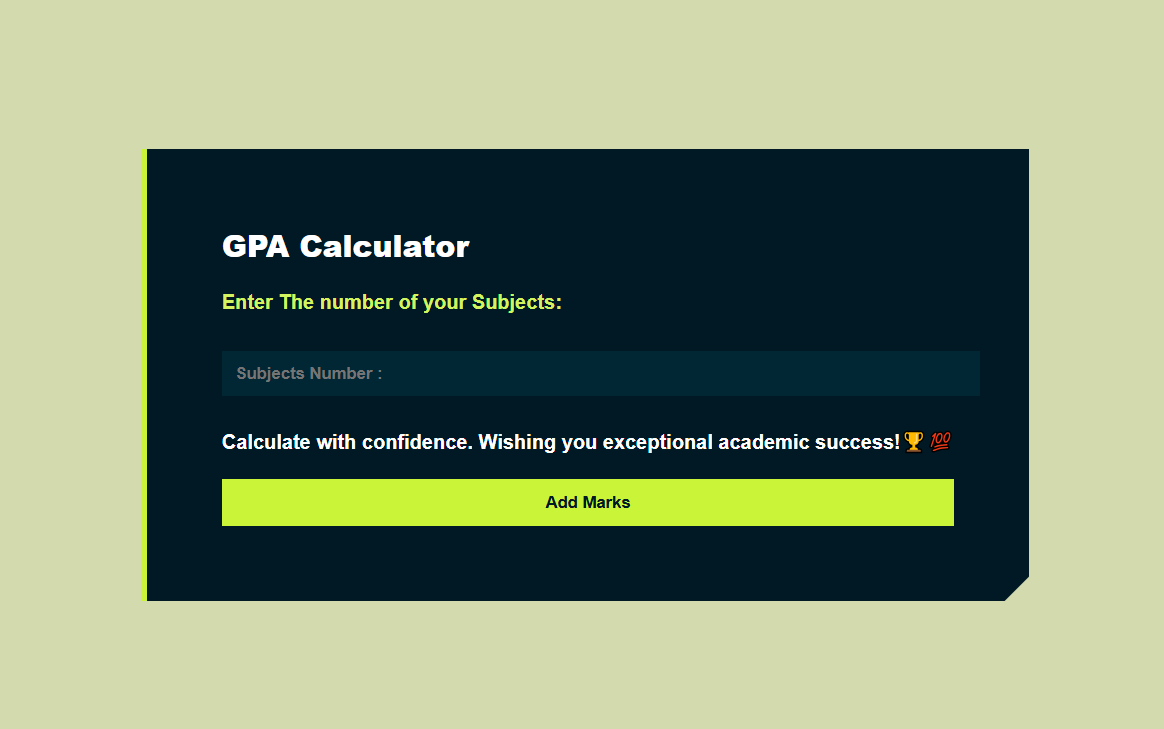 GPA Calculator
Enter The number of your Subjects:
Subjects Number :
Calculate with confidence. Wishing you exceptional academic success!🏆 💯
Add Marks